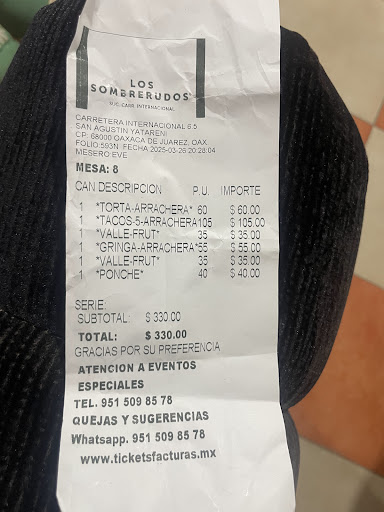 LOS
SOMBRERUDOS
SUC. CARR. INTERNACIONAL
CARRETERA INTERNACIONAL 6.5
SAN AGUSTIN YATARENI
CP: 68000 OAXACA DE JUAREZ, OAX.
FOLIO:593N FECHA 2025-03-26 20:28:04
MESERO:EVE
MESA: 8
CAN DESCRIPCION P.U. IMPORTE
1 *TORTA-ARRACHERA* 60 $ 60.00
1 *TACOS-5-ARRACHERA 105 $ 105.00
1 *VALLE-FRUT* 35 $ 35.00
1 *GRINGA-ARRACHERA* 55 $ 55.00
1 *VALLE-FRUT* 35 $ 35.00
1 *PONCHE* 40 $ 40.00
SERIE:
SUBTOTAL: $ 330.00
TOTAL: $ 330.00
GRACIAS POR SU PREFERENCIA
ATENCION A EVENTOS
ESPECIALES
TEL. 951 509 85 78
QUEJAS Y SUGERENCIAS
Whatsapp. 951 509 85 78
www.ticketsfacturas.mx